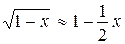 √(1 − x) ≈ 1 − 1/2 x